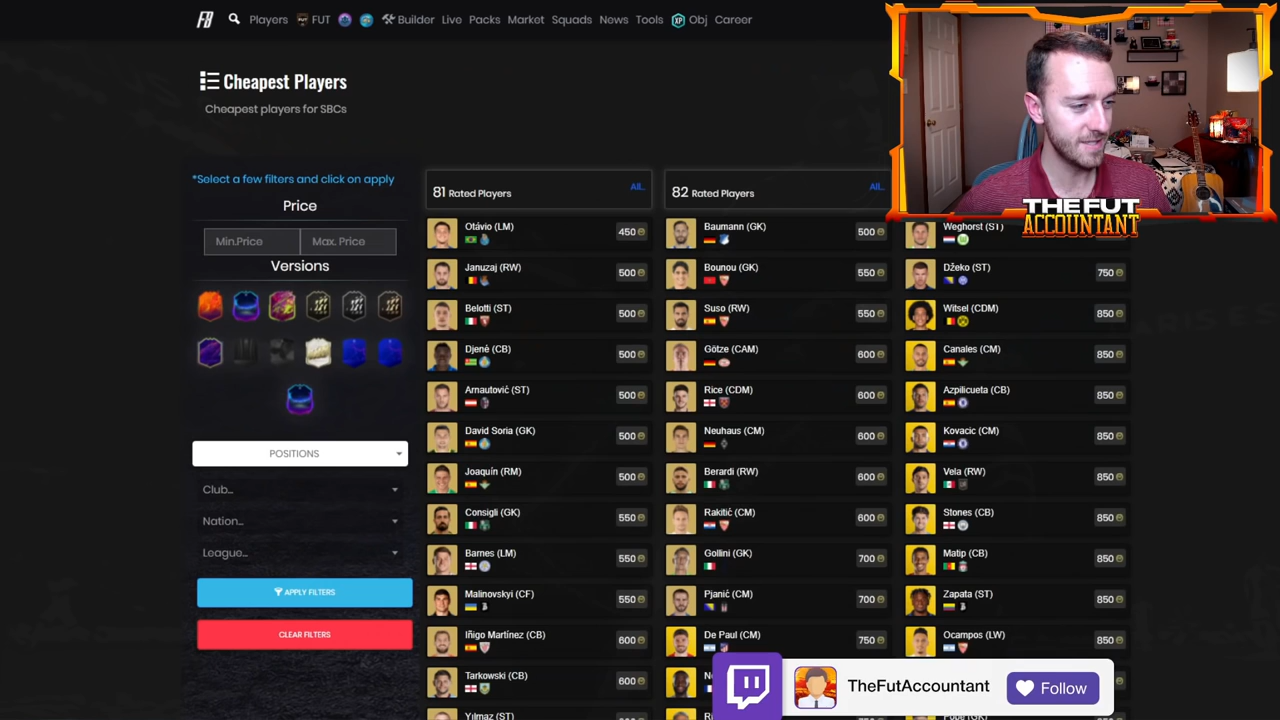 FB Players FUT Builder Live Packs Market Squads News Tools XP Obj Career
Cheapest Players
Cheapest players for SBCs
*Select a few filters and click on apply
Price
Min.Price Max. Price
Versions
POSITIONS
Club...
Nation...
League...
APPLY FILTERS
CLEAR FILTERS
81 Rated Players All..
Otávio (LM) 450
Januzaj (RW) 500
Belotti (ST) 500
Djené (CB) 500
Arnautović (ST) 500
David Soria (GK) 500
Joaquín (RM) 500
Consigli (GK) 550
Barnes (LM) 550
Malinovskyi (CF) 550
Iñigo Martínez (CB) 600
Tarkowski (CB) 600
Yılmaz (ST)
82 Rated Players All..
Baumann (GK) 500
Bounou (GK) 550
Suso (RW) 550
Götze (CAM) 600
Rice (CDM) 600
Neuhaus (CM) 600
Berardi (RW) 600
Rakitić (CM) 600
Gollini (GK) 700
Pjanić (CM) 700
De Paul (CM) 750
Weghorst (ST)
Džeko (ST) 750
Witsel (CDM) 850
Canales (CM) 850
Azpilicueta (CB) 850
Kovacic (CM) 850
Vela (RW) 850
Stones (CB) 850
Matip (CB) 850
Zapata (ST) 850
Ocampos (LW) 850
THE FUT
ACCOUNTANT
TheFutAccountant
Follow